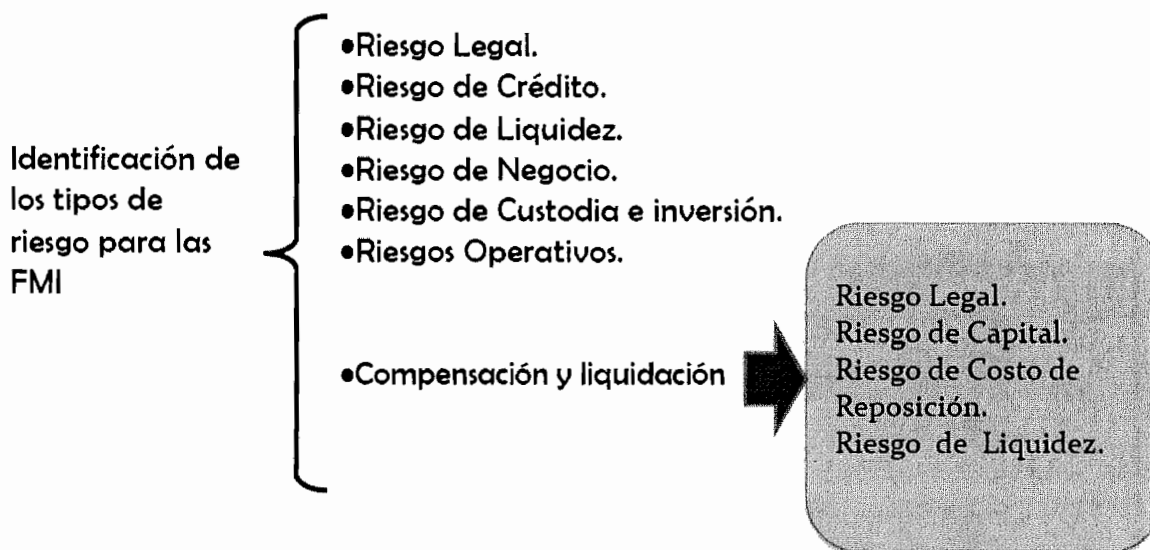 Identificación de
los tipos de
riesgo para las
FMI
•Riesgo Legal.
•Riesgo de Crédito.
•Riesgo de Liquidez.
•Riesgo de Negocio.
•Riesgo de Custodia e inversión.
•Riesgos Operativos.
•Compensación y liquidación
Riesgo Legal.
Riesgo de Capital.
Riesgo de Costo de
Reposición.
Riesgo de Liquidez.